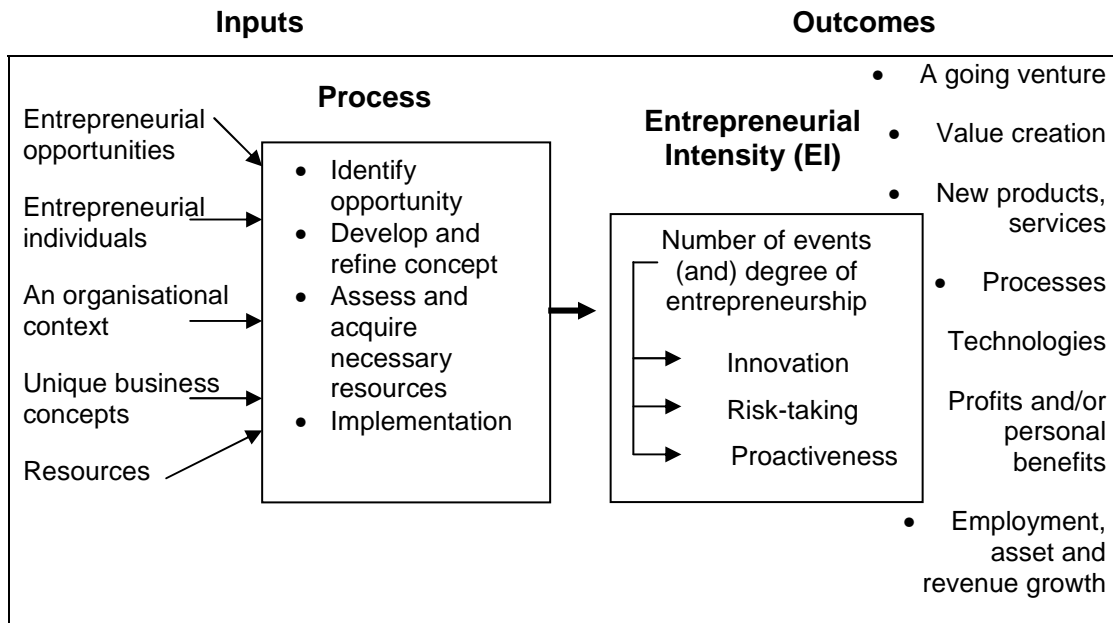 Inputs
Outcomes
Process
Entrepreneurial
opportunities
Entrepreneurial
individuals
An organisational
context
Unique business
concepts
Resources
• Identify
opportunity
• Develop and
refine concept
• Assess and
acquire
necessary
resources
• Implementation
Entrepreneurial
Intensity (EI)
Number of events
(and) degree of
entrepreneurship
Innovation
Risk-taking
Proactiveness
• A going venture
• Value creation
• New products,
services
• Processes
Technologies
Profits and/or
personal
benefits
• Employment,
asset and
revenue growth